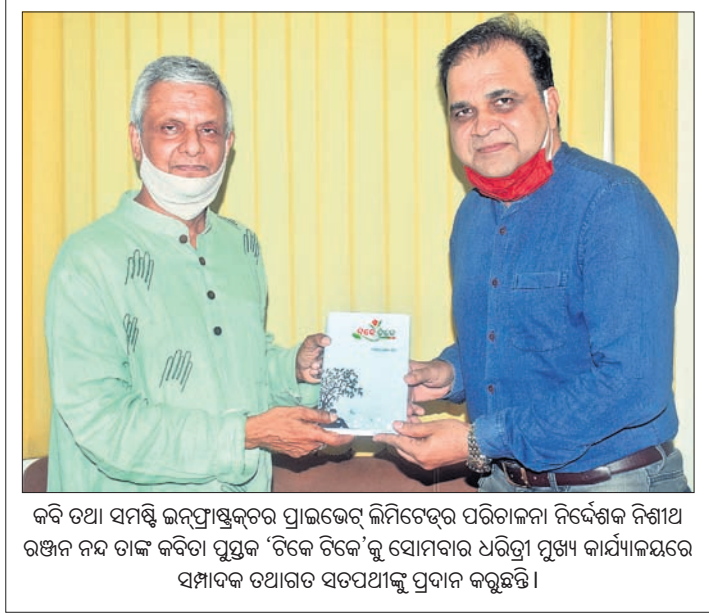 ଟିକେ ଟିକେ
କବି ତଥା ସମଷ୍ଟି ଇନ୍‌ଫ୍ରାଷ୍ଟ୍ରକ୍‌ଚର ପ୍ରାଇଭେଟ୍ ଲିମିଟେଡ୍‌ର ପରିଚାଳନା ନିର୍ଦ୍ଦେଶକ ନିଶୀଥ
ରଞ୍ଜନ ନନ୍ଦ ତାଙ୍କ କବିତା ପୁସ୍ତକ ‘ଟିକେ ଟିକେ’କୁ ସୋମବାର ଧରିତ୍ରୀ ମୁଖ୍ୟ କାର୍ଯ୍ୟାଳୟରେ
ସମ୍ପାଦକ ତଥାଗତ ସତପଥୀଙ୍କୁ ପ୍ରଦାନ କରୁଛନ୍ତି।